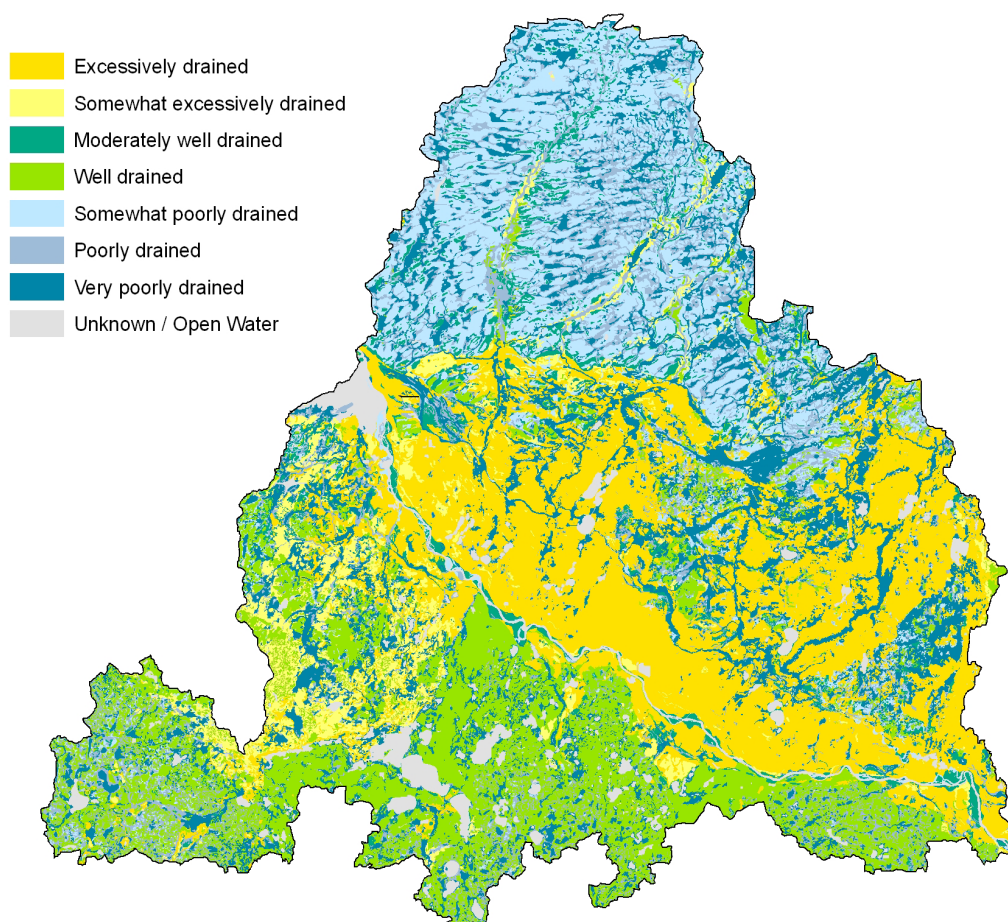 Excessively drained
Somewhat excessively drained
Moderately well drained
Well drained
Somewhat poorly drained
Poorly drained
Very poorly drained
Unknown / Open Water